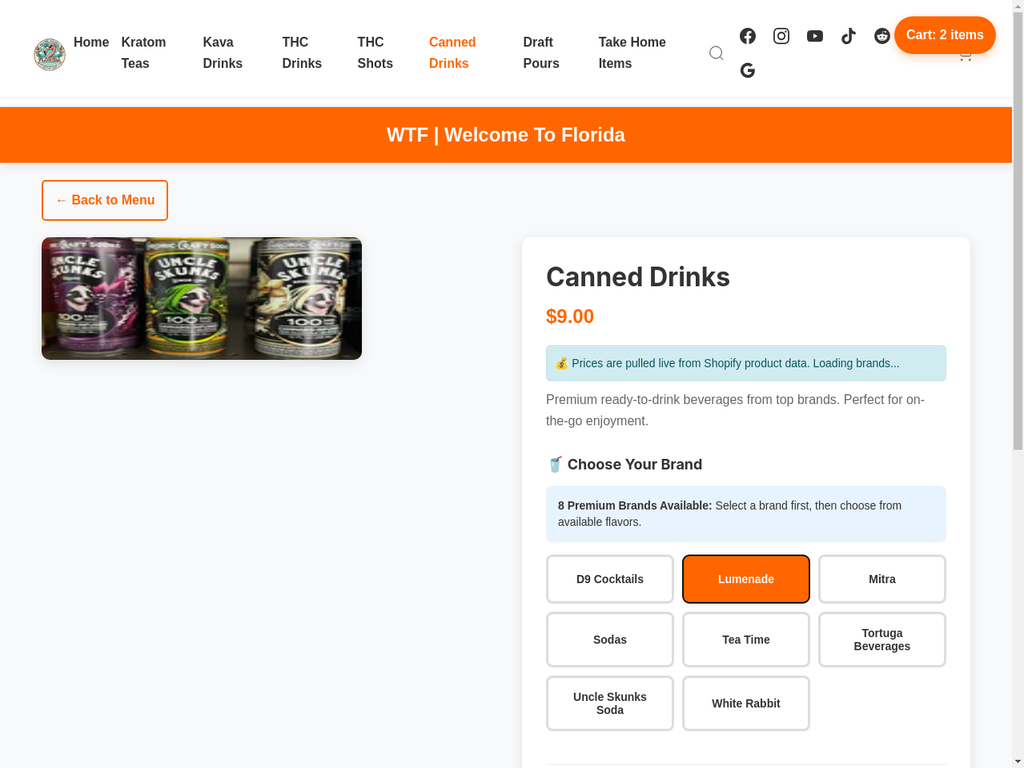 Home
Kratom
Teas
Kava
Drinks
THC
Drinks
THC
Shots
Canned
Drinks
Draft
Pours
Take Home
Items
Cart: 2 items
WTF | Welcome To Florida
← Back to Menu
UNCLE
SKUNKS
100
UNCLE
SKUNKS
100
UNCLE
SKUNKS
100
Canned Drinks
$9.00
💰 Prices are pulled live from Shopify product data. Loading brands...
Premium ready-to-drink beverages from top brands. Perfect for on-
the-go enjoyment.
🥤 Choose Your Brand
8 Premium Brands Available: Select a brand first, then choose from
available flavors.
D9 Cocktails
Lumenade
Mitra
Sodas
Tea Time
Tortuga
Beverages
Uncle Skunks
Soda
White Rabbit